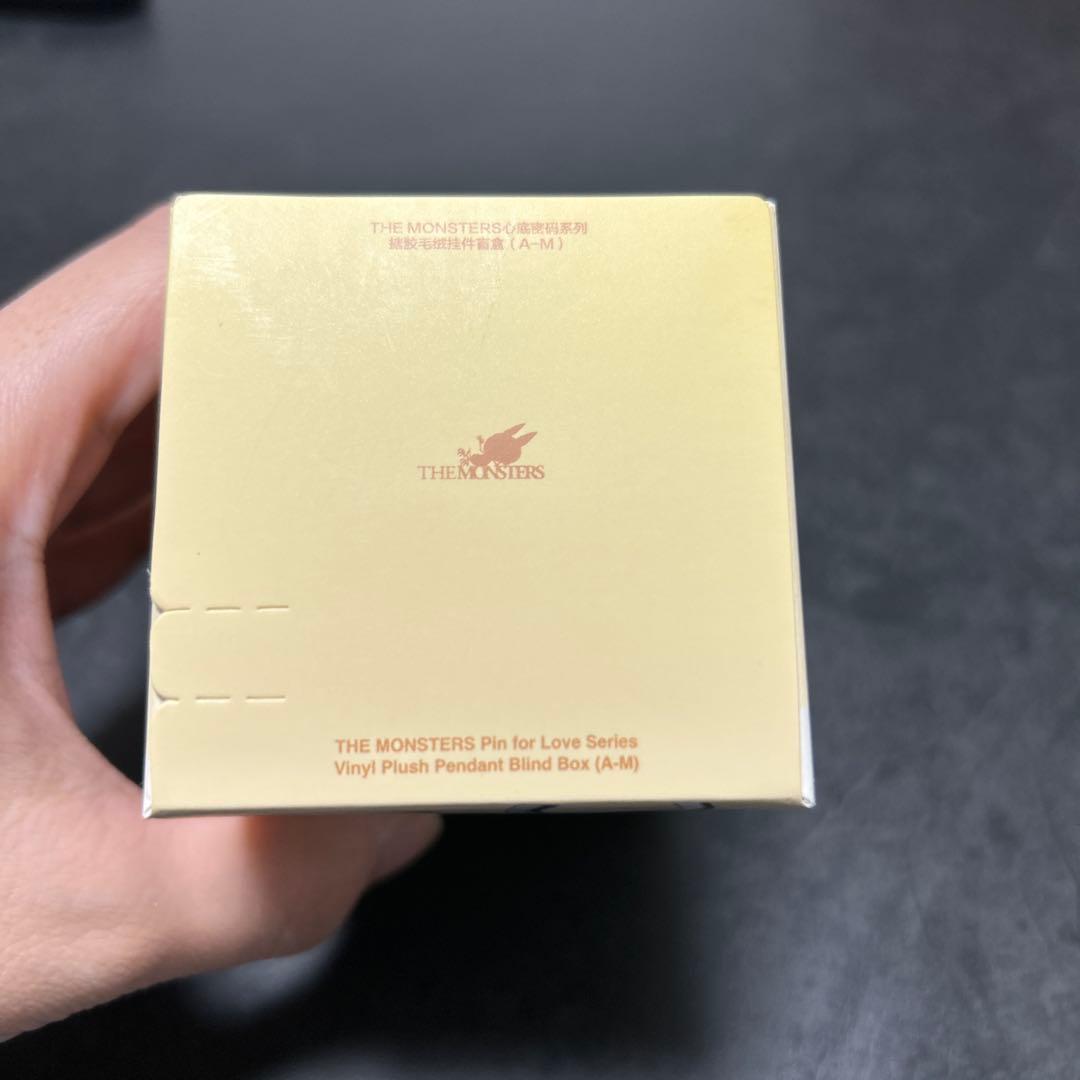 THE MONSTERS心底密码系列
搪胶毛绒挂件盲盒（A-M）
THE MONSTERS
THE MONSTERS Pin for Love Series
Vinyl Plush Pendant Blind Box (A-M)